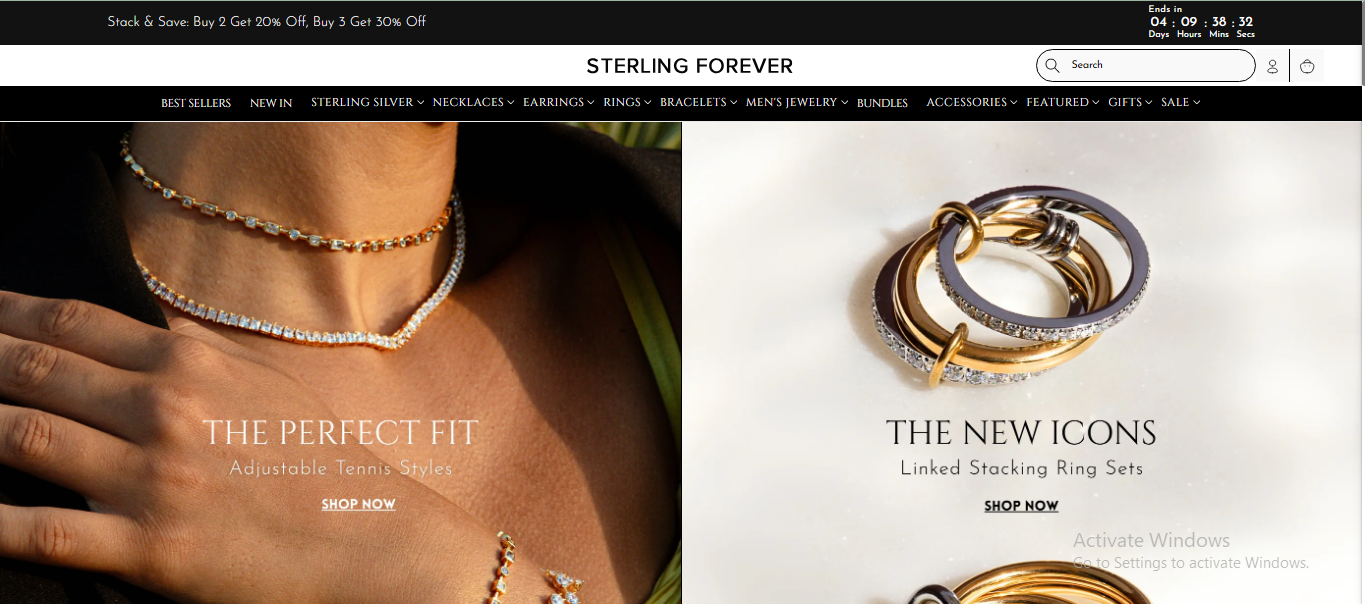 Stack & Save: Buy 2 Get 20% Off, Buy 3 Get 30% Off
Ends in
04 : 09 : 38 : 32
Days Hours Mins Secs
STERLING FOREVER
Search
BEST SELLERS NEW IN STERLING SILVER NECKLACES EARRINGS RINGS BRACELETS MEN'S JEWELRY BUNDLES ACCESSORIES FEATURED GIFTS SALE
THE PERFECT FIT
Adjustable Tennis Styles
SHOP NOW
THE NEW ICONS
Linked Stacking Ring Sets
SHOP NOW
Activate Windows
Go to Settings to activate Windows.